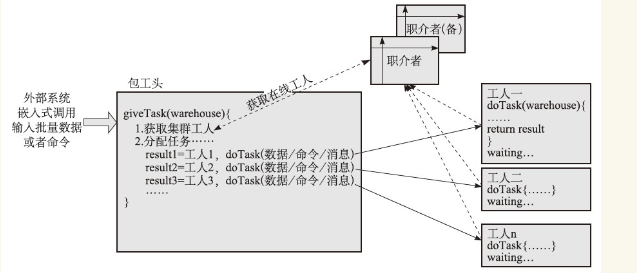 职介者(备)
职介者
获取在线工人
外部系统
嵌入式调用
输入批量数据
或者命令
包工头
giveTask(warehouse){
1.获取集群工人
2.分配任务……
result1=工人1，doTask(数据/命令/消息)
result2=工人2，doTask(数据/命令/消息)
result3=工人3，doTask(数据/命令/消息)
……
}
工人一
doTask(warehouse){
……
return result
}
waiting…
工人二
doTask{……}
waiting…
工人n
doTask{……}
waiting…